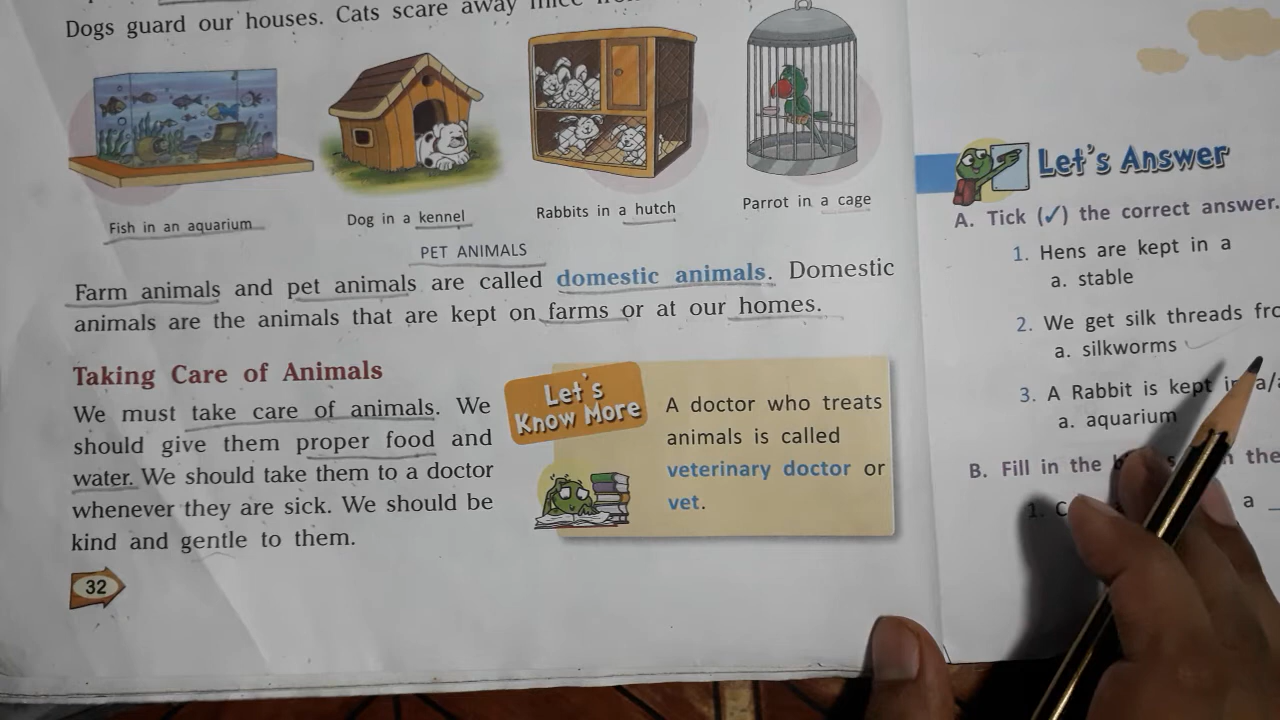 Dogs guard our houses. Cats scare away mice
Fish in an aquarium
Dog in a kennel
Rabbits in a hutch
Parrot in a cage
PET ANIMALS
Farm animals and pet animals are called domestic animals. Domestic
animals are the animals that are kept on farms or at our homes.
Taking Care of Animals
We must take care of animals. We
should give them proper food and
water. We should take them to a doctor
whenever they are sick. We should be
kind and gentle to them.
Let's
Know More
A doctor who treats
animals is called
veterinary doctor or
vet.
32
Let's Answer
A. Tick (✓) the correct answer.
1. Hens are kept in a
a. stable
2. We get silk threads
a. silkworms
3. A Rabbit is kept in a/
a. aquarium
B. Fill in the the
1. a